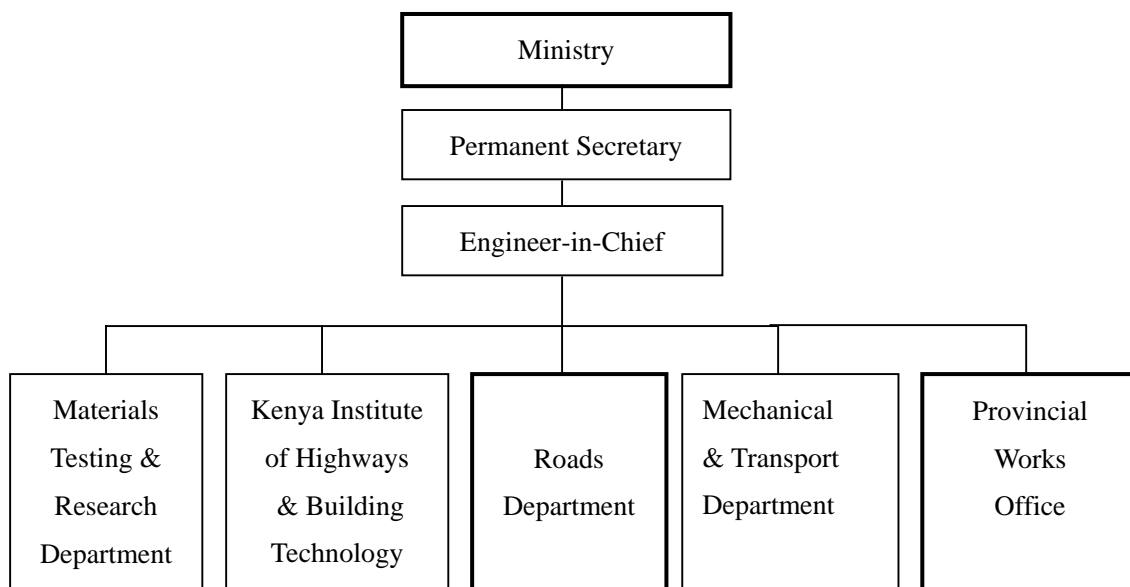 Ministry
Permanent Secretary
Engineer-in-Chief
Materials
Testing &
Research
Department
Kenya Institute
of Highways
& Building
Technology
Roads
Department
Mechanical
& Transport
Department
Provincial
Works
Office